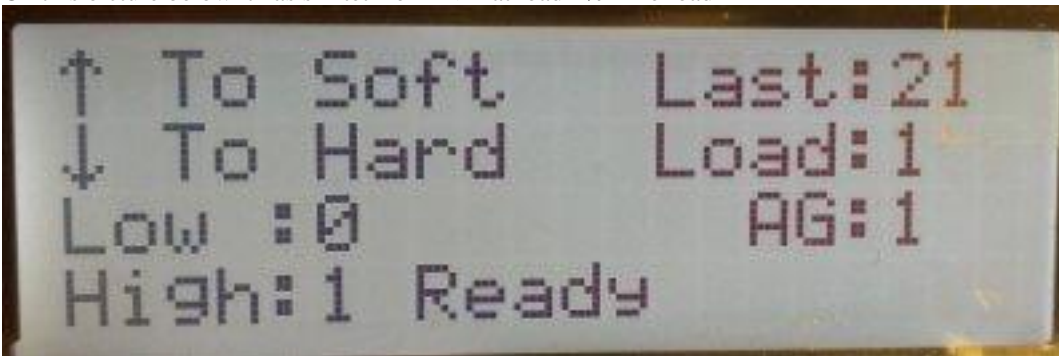 ↑ To Soft Last:21
↓ To Hard Load:1
Low :0 AG:1
High:1 Ready